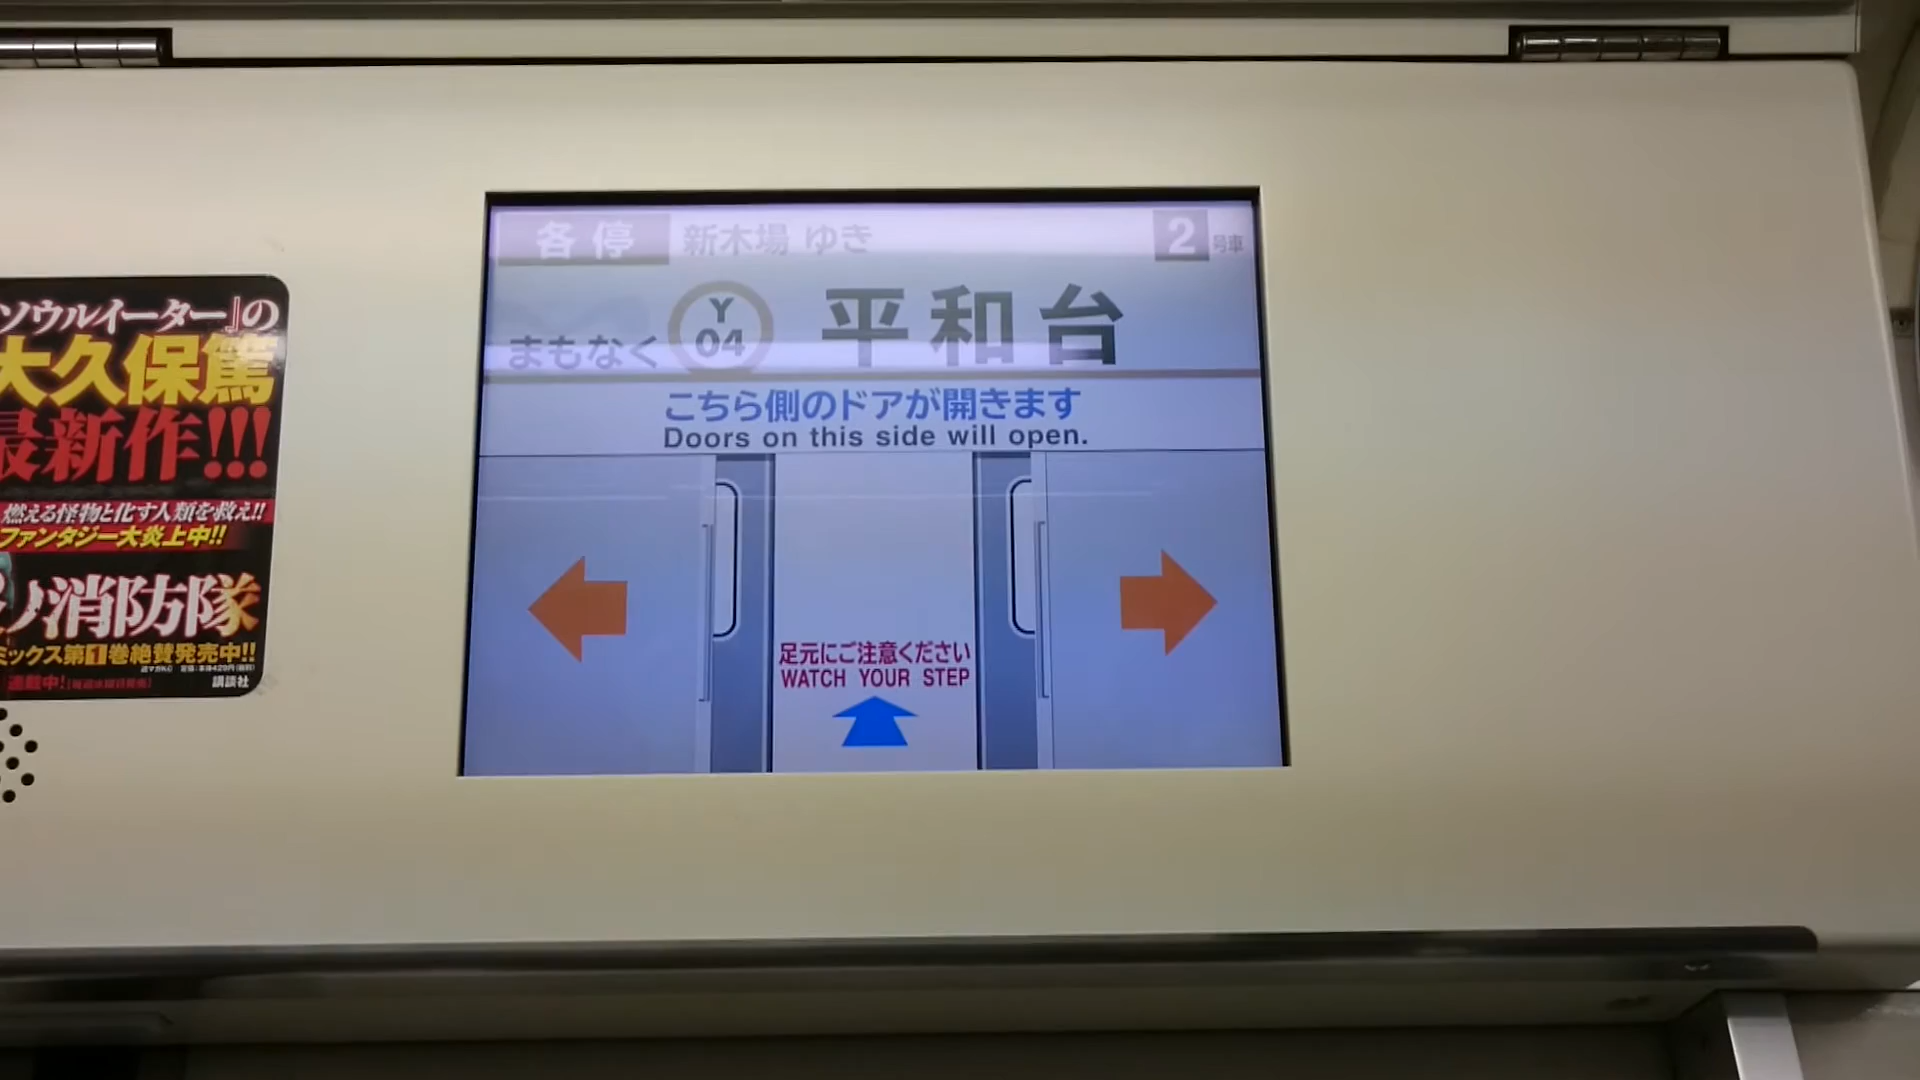 各停 新木場 ゆき 2号車
まもなく Y04 平和台
こちら側のドアが開きます
Doors on this side will open.
足元にご注意ください
WATCH YOUR STEP
ソウルイーター』の
大久保篤
最新作!!!
燃える怪物と化す人類を救え!!
ファンタジー大炎上中!!
ノ消防隊
ミックス第1巻絶賛発売中!!
連載中!
講談社